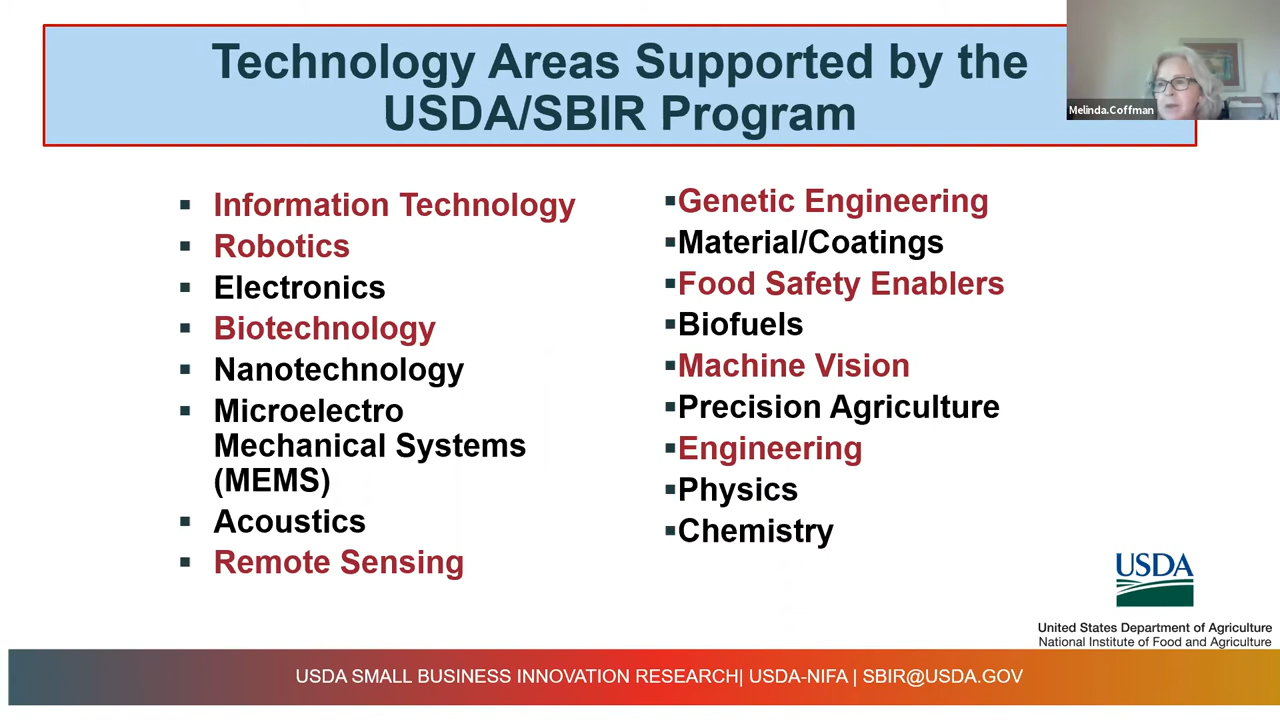 Technology Areas Supported by the
USDA/SBIR Program
Melinda.Coffman
▪ Information Technology
▪ Robotics
▪ Electronics
▪ Biotechnology
▪ Nanotechnology
▪ Microelectro
Mechanical Systems
(MEMS)
▪ Acoustics
▪ Remote Sensing
▪Genetic Engineering
▪Material/Coatings
▪Food Safety Enablers
▪Biofuels
▪Machine Vision
▪Precision Agriculture
▪Engineering
▪Physics
▪Chemistry
USDA
United States Department of Agriculture
National Institute of Food and Agriculture
USDA SMALL BUSINESS INNOVATION RESEARCH| USDA-NIFA | SBIR@USDA.GOV